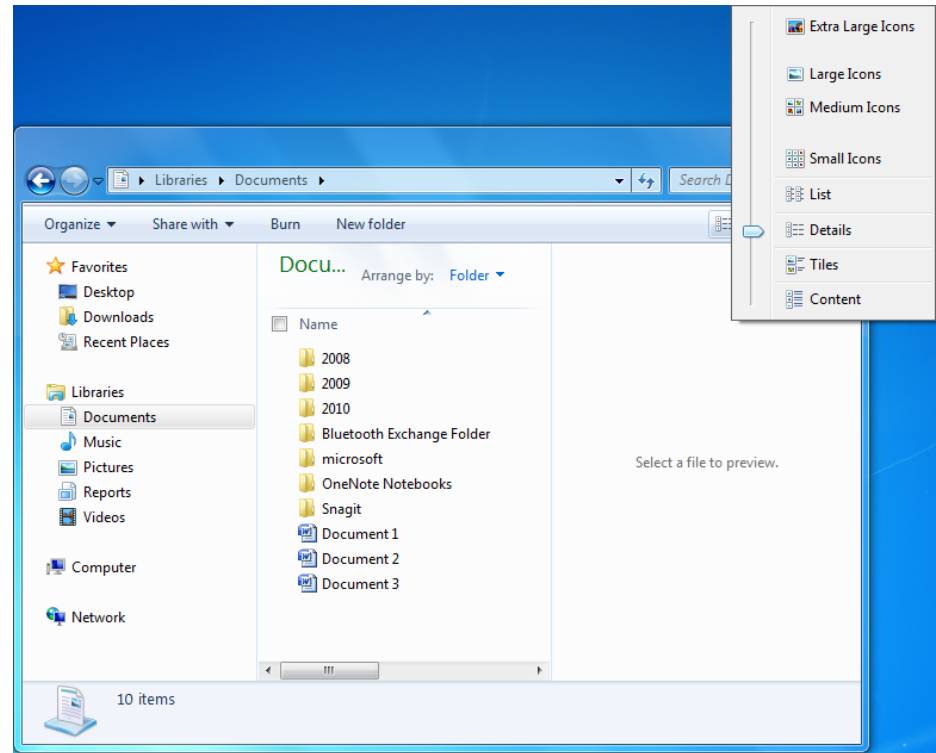 Extra Large Icons
Large Icons
Medium Icons
Small Icons
List
Details
Tiles
Content
Libraries Documents
Search
Organize Share with Burn New folder
Favorites
Desktop
Downloads
Recent Places
Libraries
Documents
Music
Pictures
Reports
Videos
Computer
Network
Docu... Arrange by: Folder
Name
2008
2009
2010
Bluetooth Exchange Folder
microsoft
OneNote Notebooks
Snagit
Document 1
Document 2
Document 3
Select a file to preview.
10 items